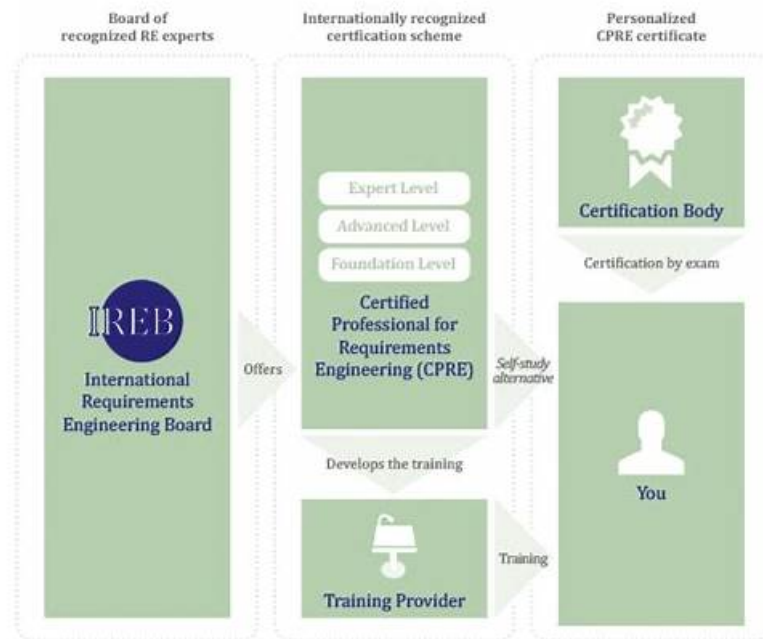 Board of
recognized RE experts
Internationally recognized
certfication scheme
Personalized
CPRE certificate
IREB
International
Requirements
Engineering Board
Offers
Expert Level
Advanced Level
Foundation Level
Certified
Professional for
Requirements
Engineering (CPRE)
Develops the training
Training Provider
Self-study
alternative
Training
Certification Body
Certification by exam
You